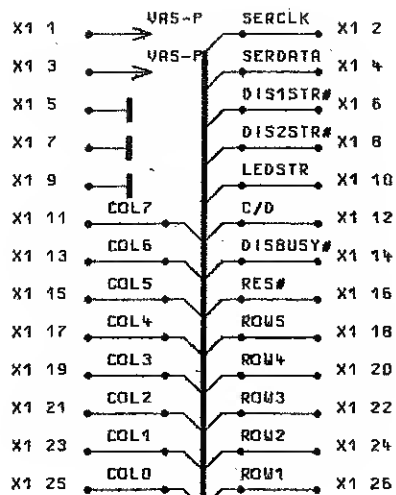 X1 1 VAS-P SERCLK X1 2
X1 3 VAS-P SERDATA X1 4
X1 5 DIS1STR# X1 6
X1 7 DIS2STR# X1 8
X1 9 LEDSTR X1 10
X1 11 COL7 C/D X1 12
X1 13 COL6 DISBUSY# X1 14
X1 15 COL5 RES# X1 16
X1 17 COL4 ROW5 X1 18
X1 19 COL3 ROW4 X1 20
X1 21 COL2 ROW3 X1 22
X1 23 COL1 ROW2 X1 24
X1 25 COL0 ROW1 X1 26